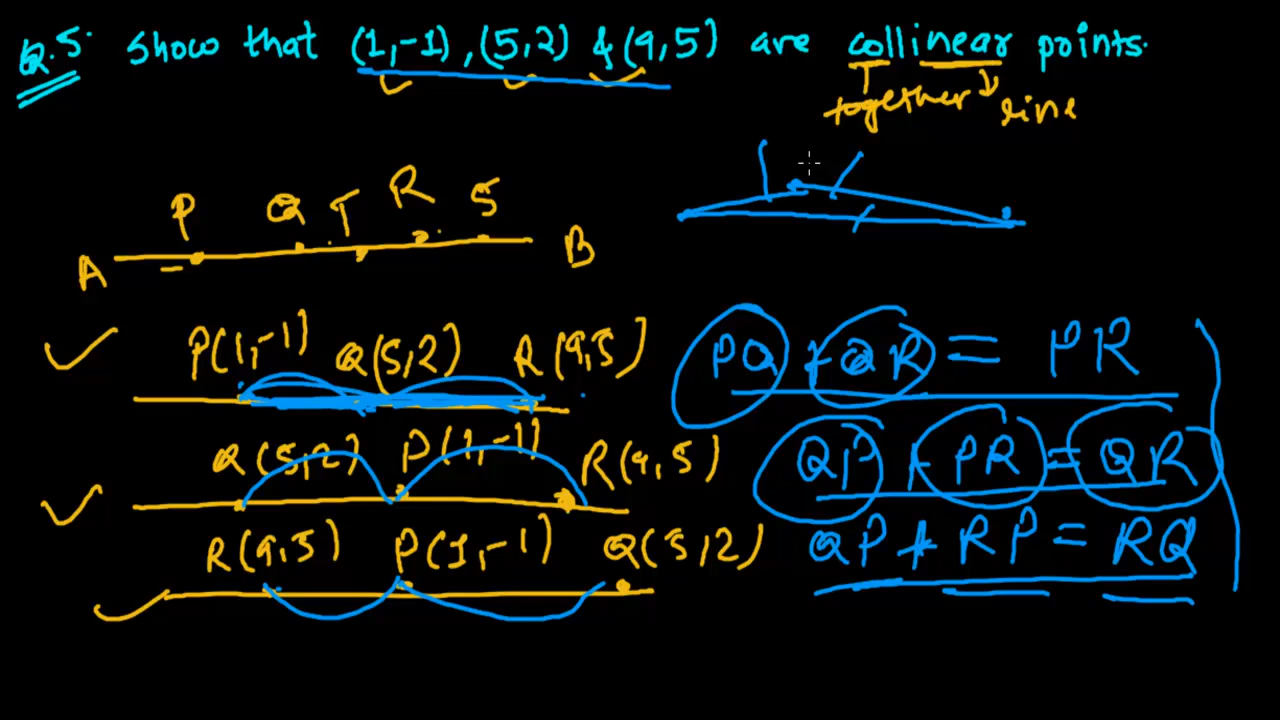 Q.5. Show that (1,-1), (5,2) & (9,5) are collinear points.
together line
P Q T R S
A B
P(1,-1) Q(5,2) R(9,5) PQ + QR = PR
Q(5,2) P(1,-1) R(9,5) QP + PR = QR
R(9,5) P(1,-1) Q(5,2) QP + RP = RQ